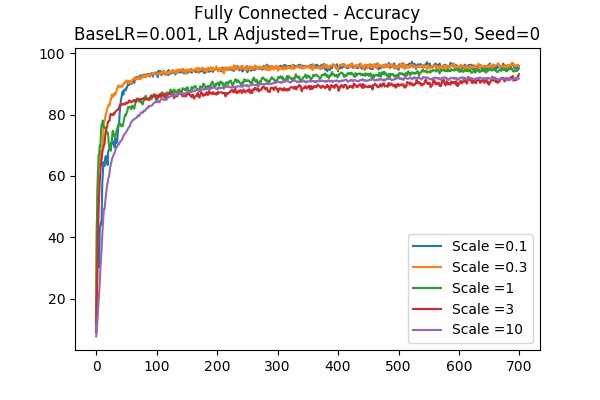 Fully Connected - Accuracy
BaseLR=0.001, LR Adjusted=True, Epochs=50, Seed=0
100
80
60
40
20
Scale =0.1
Scale =0.3
Scale =1
Scale =3
Scale =10
0 100 200 300 400 500 600 700